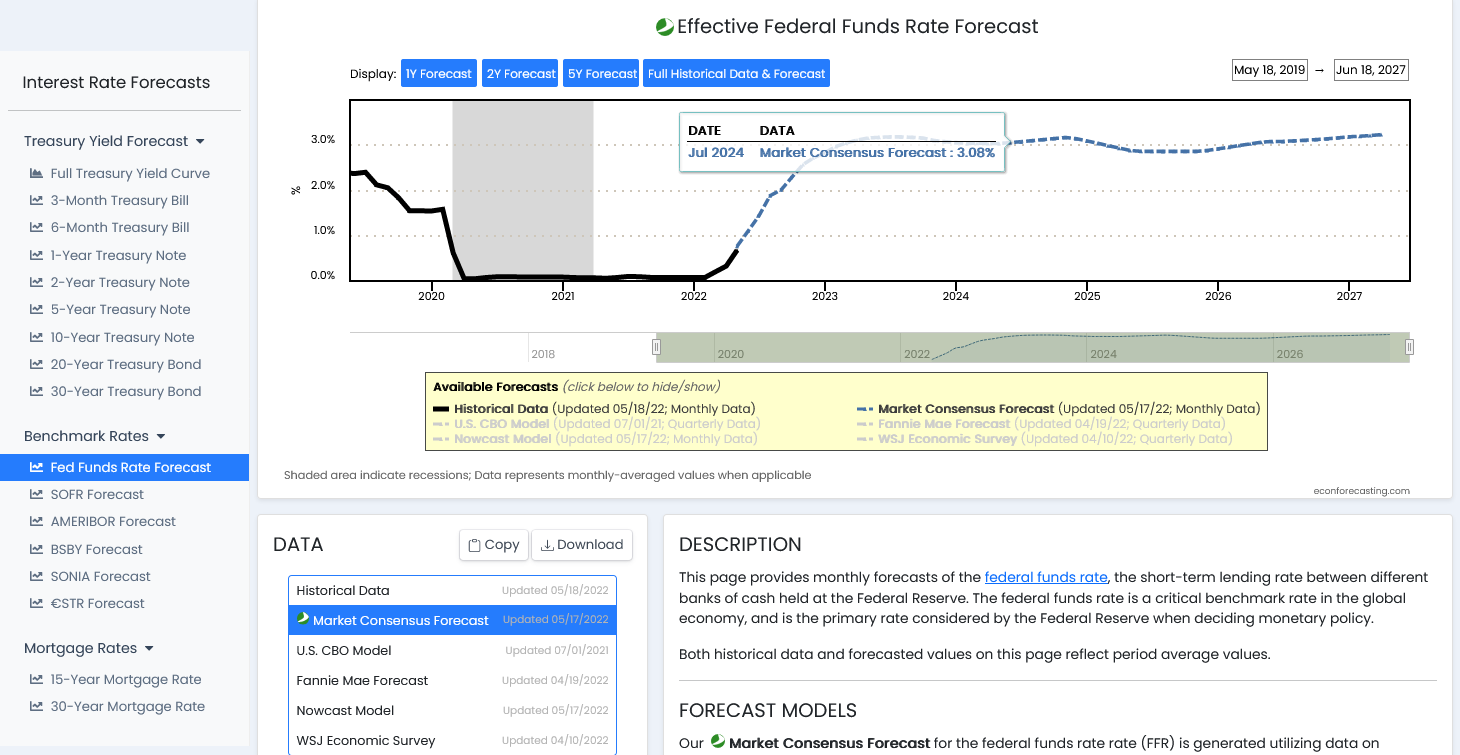 Effective Federal Funds Rate Forecast
Interest Rate Forecasts
Treasury Yield Forecast
Full Treasury Yield Curve
3-Month Treasury Bill
6-Month Treasury Bill
1-Year Treasury Note
2-Year Treasury Note
5-Year Treasury Note
10-Year Treasury Note
20-Year Treasury Bond
30-Year Treasury Bond
Benchmark Rates
Fed Funds Rate Forecast
SOFR Forecast
AMERIBOR Forecast
BSBY Forecast
SONIA Forecast
€STR Forecast
Mortgage Rates
15-Year Mortgage Rate
30-Year Mortgage Rate
Display: 1Y Forecast 2Y Forecast 5Y Forecast Full Historical Data & Forecast May 18, 2019 → Jun 18, 2027
DATE DATA
Jul 2024 Market Consensus Forecast : 3.08%
3.0%
2.0%
%
1.0%
0.0%
2020 2021 2022 2023 2024 2025 2026 2027
2018 2020 2022 2024 2026
Available Forecasts (click below to hide/show)
Historical Data (Updated 05/18/22; Monthly Data) Market Consensus Forecast (Updated 05/17/22; Monthly Data)
U.S. CBO Model (Updated 07/01/21; Quarterly Data) Fannie Mae Forecast (Updated 04/19/22; Quarterly Data)
Nowcast Model (Updated 05/17/22; Monthly Data) WSJ Economic Survey (Updated 04/10/22; Quarterly Data)
Shaded area indicate recessions; Data represents monthly-averaged values when applicable
econforecasting.com
DATA Copy Download
Historical Data Updated 05/18/2022
Market Consensus Forecast Updated 05/17/2022
U.S. CBO Model Updated 07/01/2021
Fannie Mae Forecast Updated 04/19/2022
Nowcast Model Updated 05/17/2022
WSJ Economic Survey Updated 04/10/2022
DESCRIPTION
This page provides monthly forecasts of the federal funds rate, the short-term lending rate between different
banks of cash held at the Federal Reserve. The federal funds rate is a critical benchmark rate in the global
economy, and is the primary rate considered by the Federal Reserve when deciding monetary policy.
Both historical data and forecasted values on this page reflect period average values.
FORECAST MODELS
Our Market Consensus Forecast for the federal funds rate rate (FFR) is generated utilizing data on